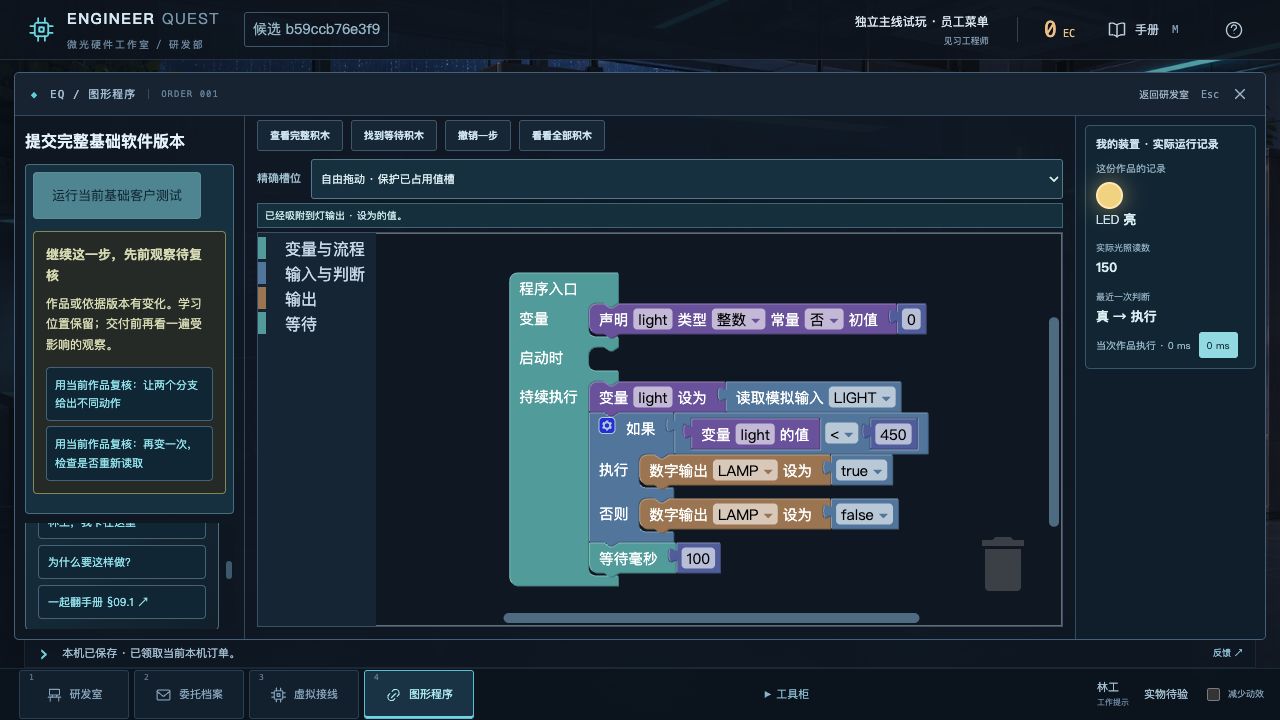 ENGINEER QUEST
微光硬件工作室 / 研发部
候选 b59ccb76e3f9
独立主线试玩 · 员工菜单
见习工程师
0 EC
手册 M
EQ / 图形程序
ORDER 001
返回研发室 Esc
提交完整基础软件版本
运行当前基础客户测试
继续这一步，先前观察待复核
作品或依据版本有变化。学习
位置保留；交付前再看一遍受
影响的观察。
用当前作品复核：让两个分支
给出不同动作
用当前作品复核：再变一次，
检查是否重新读取
为什么要这样做?
一起翻手册 §09.1 ↗
查看完整积木
找到等待积木
撤销一步
看看全部积木
精确槽位
自由拖动 · 保护已占用值槽
已经吸附到灯输出 · 设为的值。
变量与流程
输入与判断
输出
等待
程序入口
变量
声明 light 类型 整数 常量 否 初值 0
启动时
持续执行
变量 light 设为 读取模拟输入 LIGHT
如果 变量 light 的值 < 450
执行 数字输出 LAMP 设为 true
否则 数字输出 LAMP 设为 false
等待毫秒 100
我的装置 · 实际运行记录
这份作品的记录
LED 亮
实际光照读数
150
最近一次判断
真 → 执行
当次作品执行 · 0 ms
0 ms
本机已保存 · 已领取当前本机订单。
反馈 ↗
1 研发室
2 委托档案
3 虚拟接线
4 图形程序
工具柜
林工
工作提示
实物待验
减少动效